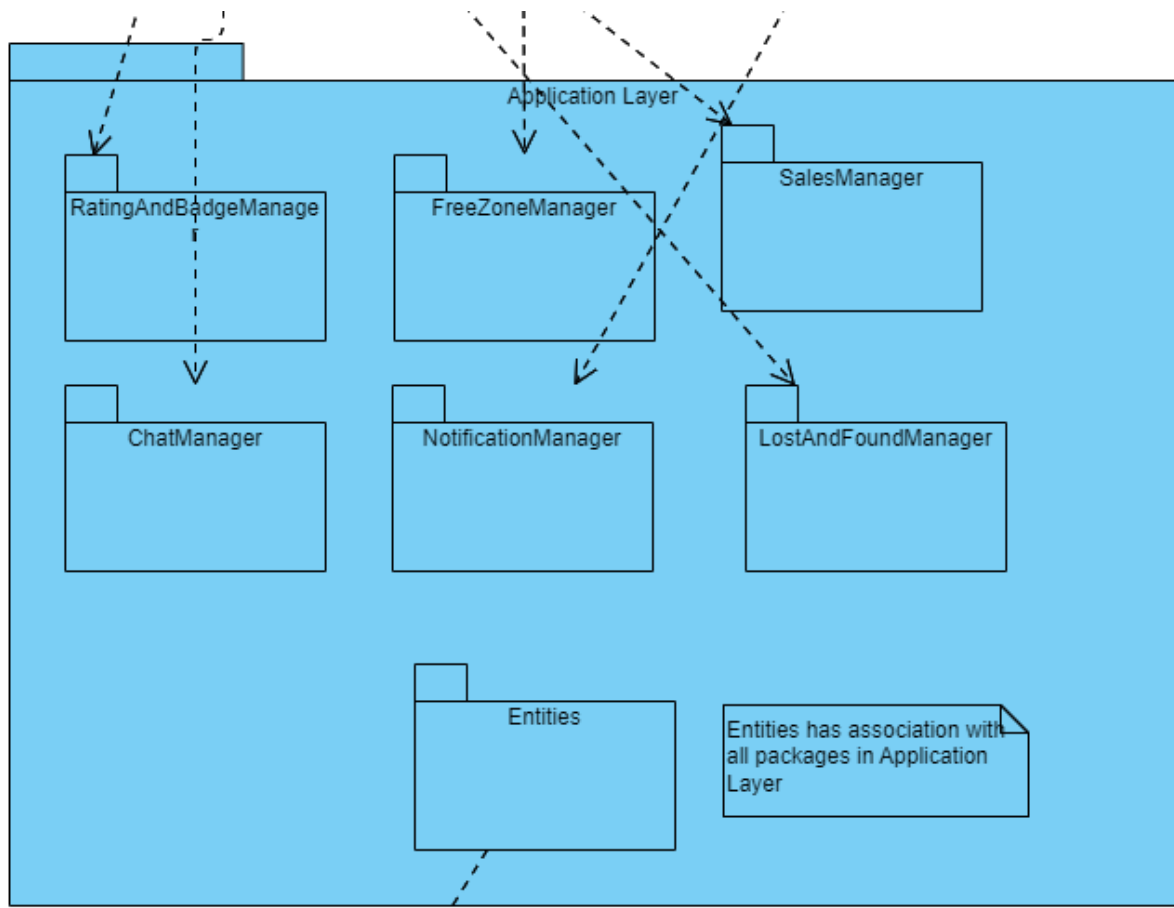 Application Layer
RatingAndBadgeManage
r
FreeZoneManager
SalesManager
ChatManager
NotificationManager
LostAndFoundManager
Entities
Entities has association with
all packages in Application
Layer